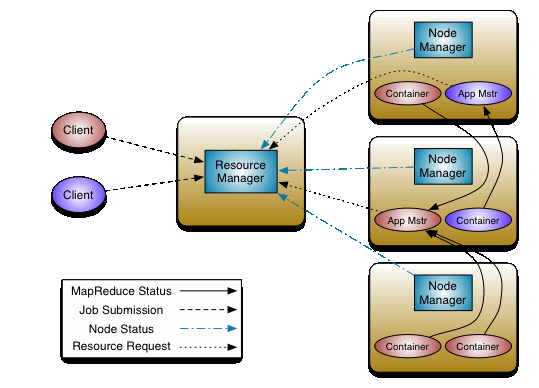 Client
Client
Resource
Manager
Node
Manager
Container
App Mstr
Node
Manager
App Mstr
Container
Node
Manager
Container
Container
MapReduce Status
Job Submission
Node Status
Resource Request